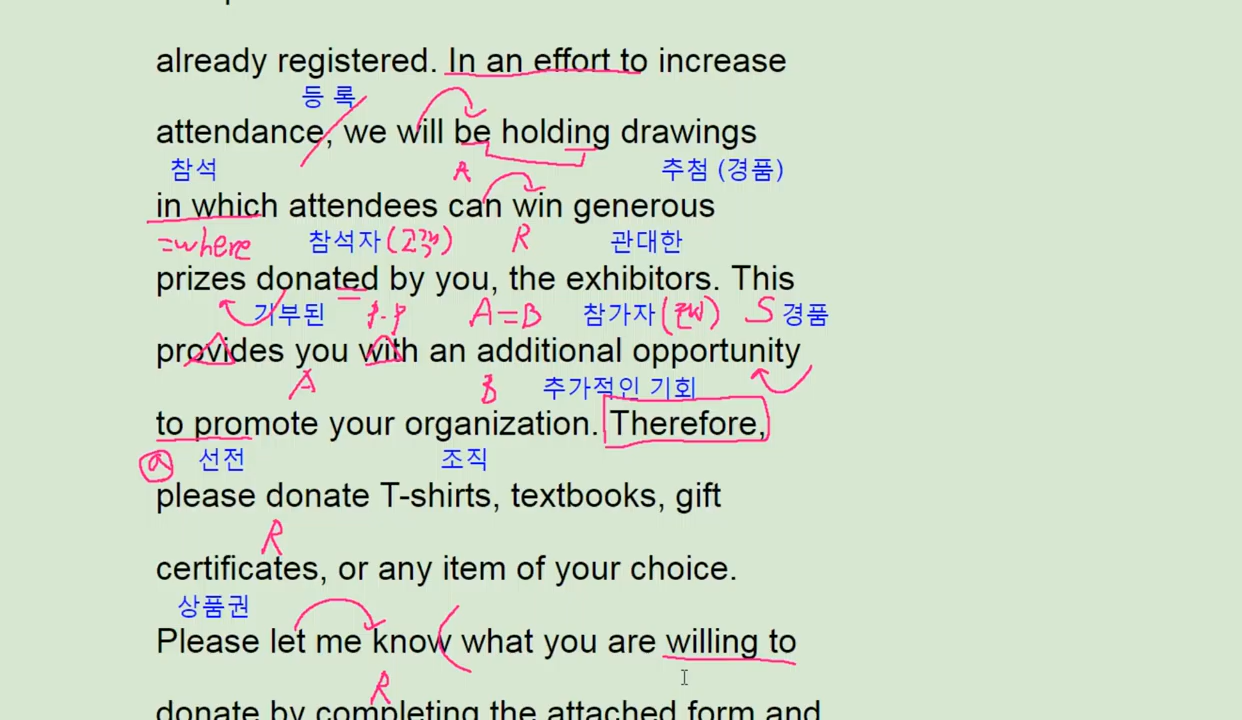 already registered. In an effort to increase
등 록
attendance, we will be holding drawings
참석 A 추첨 (경품)
in which attendees can win generous
=where 참석자(고객) R 관대한
prizes donated by you, the exhibitors. This
기부된 p.p A=B 참가자 S 경품
provides you with an additional opportunity
A B 추가적인 기회
to promote your organization. Therefore,
ⓐ 선전 조직
please donate T-shirts, textbooks, gift
R
certificates, or any item of your choice.
상품권
Please let me know what you are willing to
R
donate by completing the attached form and